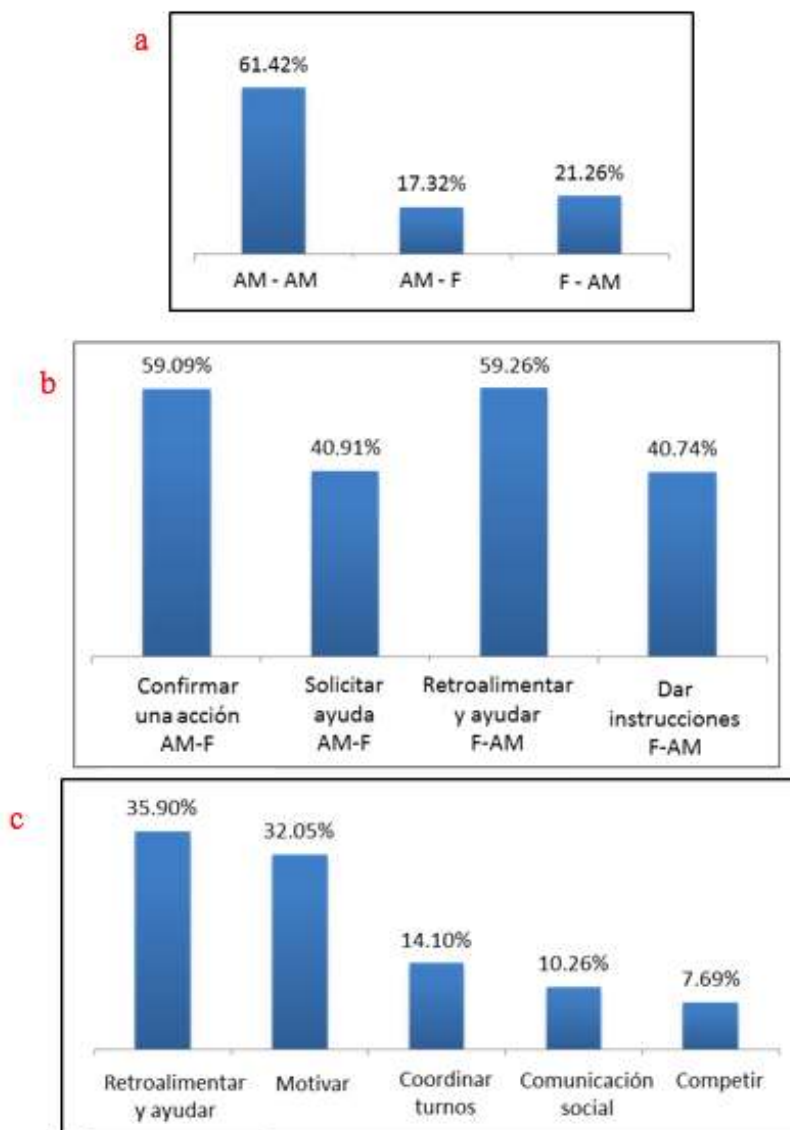 a
61.42%
17.32%
21.26%
AM - AM
AM - F
F - AM
b
59.09%
40.91%
59.26%
40.74%
Confirmar
una acción
AM-F
Solicitar
ayuda
AM-F
Retroalimentar
y ayudar
F-AM
Dar
instrucciones
F-AM
c
35.90%
32.05%
14.10%
10.26%
7.69%
Retroalimentar
y ayudar
Motivar
Coordinar
turnos
Comunicación
social
Competir